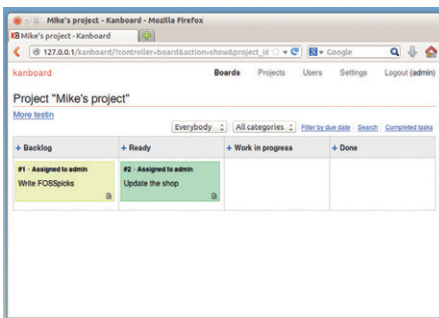 Mike's project - Kanboard - Mozilla Firefox
KB Mike's project - Kanboard
127.0.0.1/kanboard/?controller=board&action=show&project_id
Google
kanboard Boards Projects Users Settings Logout (admin)
Project "Mike's project"
More testin
Everybody All categories Filter by due date Search Completed tasks
+ Backlog + Ready + Work in progress + Done
#1 - Assigned to admin #2 - Assigned to admin
Write FOSSpicks Update the shop